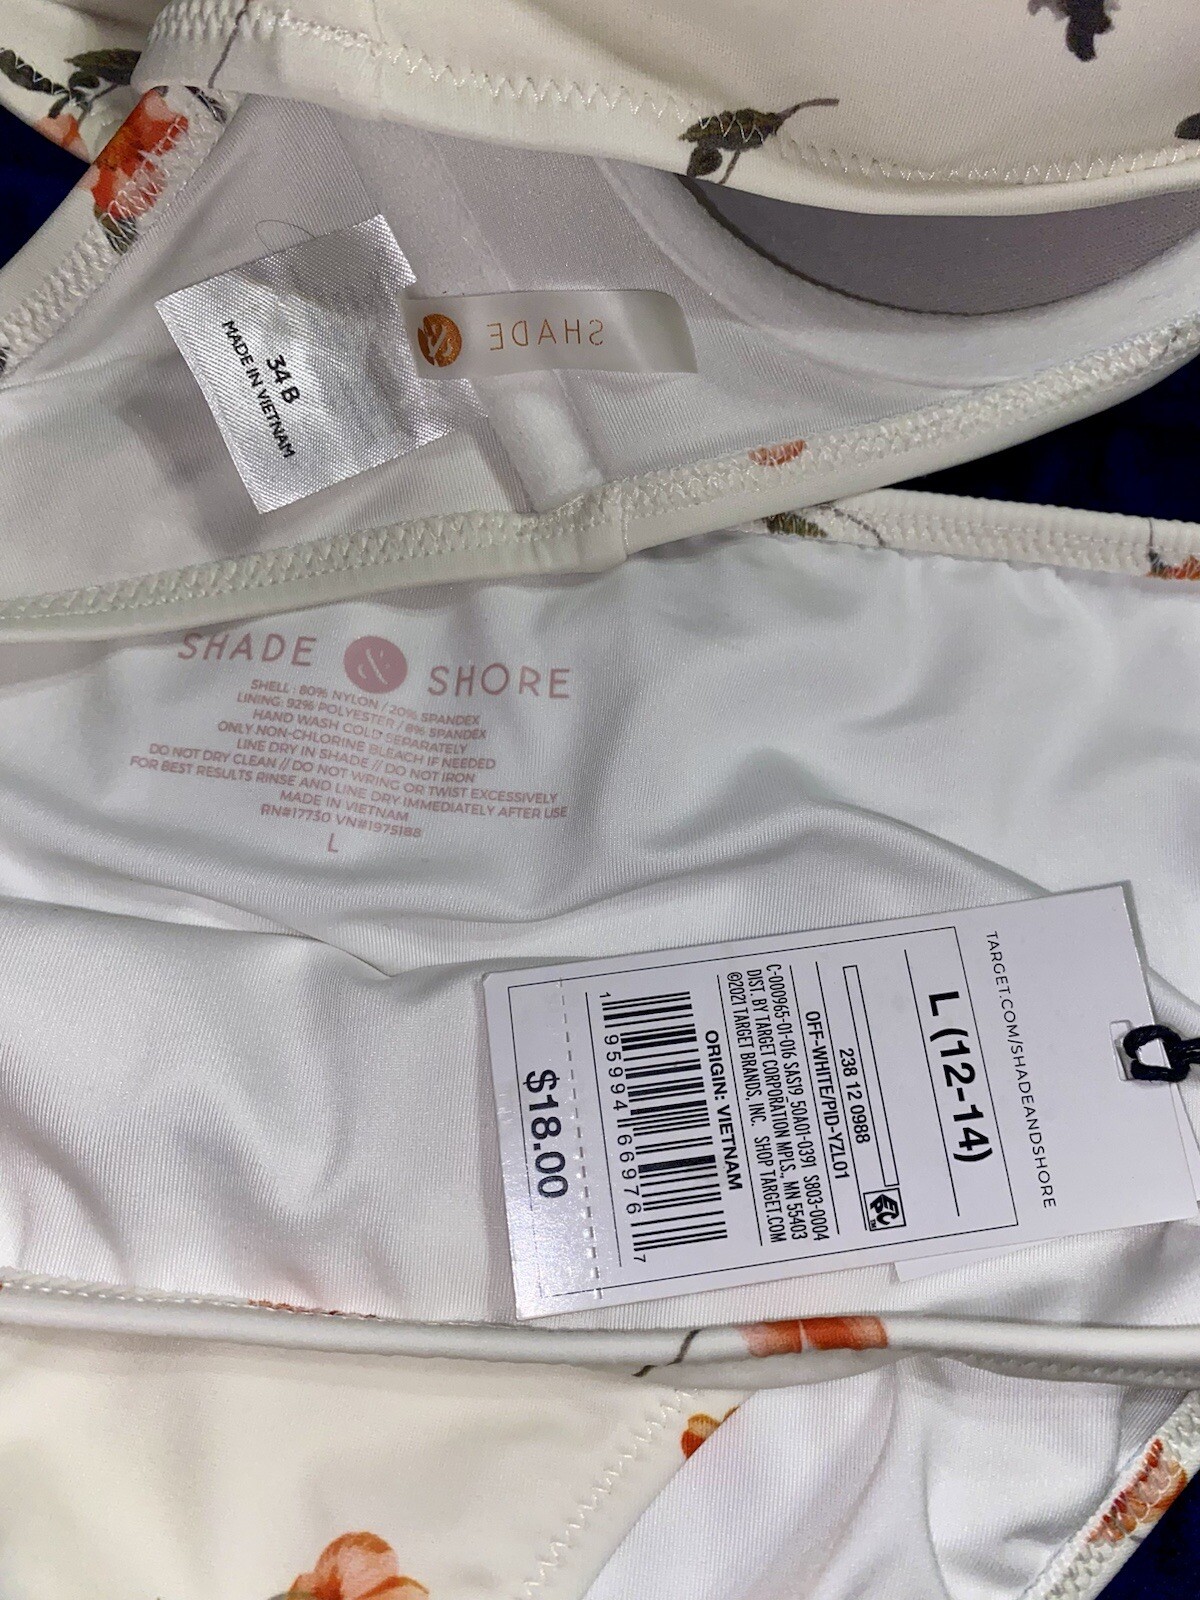 34 B
MADE IN VIETNAM
SHADE &
SHADE & SHORE
SHELL : 80% NYLON / 20% SPANDEX
LINING: 92% POLYESTER / 8% SPANDEX
HAND WASH COLD SEPARATELY
ONLY NON-CHLORINE BLEACH IF NEEDED
LINE DRY IN SHADE // DO NOT IRON
DO NOT DRY CLEAN // DO NOT WRING OR TWIST EXCESSIVELY
FOR BEST RESULTS RINSE AND LINE DRY IMMEDIATELY AFTER USE
MADE IN VIETNAM
RN#17730 VN#1975188
L
TARGET.COM/SHADEANDSHORE
L (12-14)
238 12 0988
OFF-WHITE/PID-YZL01
C-000965-01-016 SAS19 50A01-0391 S803-0004
DIST. BY TARGET CORPORATION MPLS., MN 55403
©2021 TARGET BRANDS, INC. SHOP TARGET.COM
ORIGIN: VIETNAM
1 95994 66976 7
$18.00